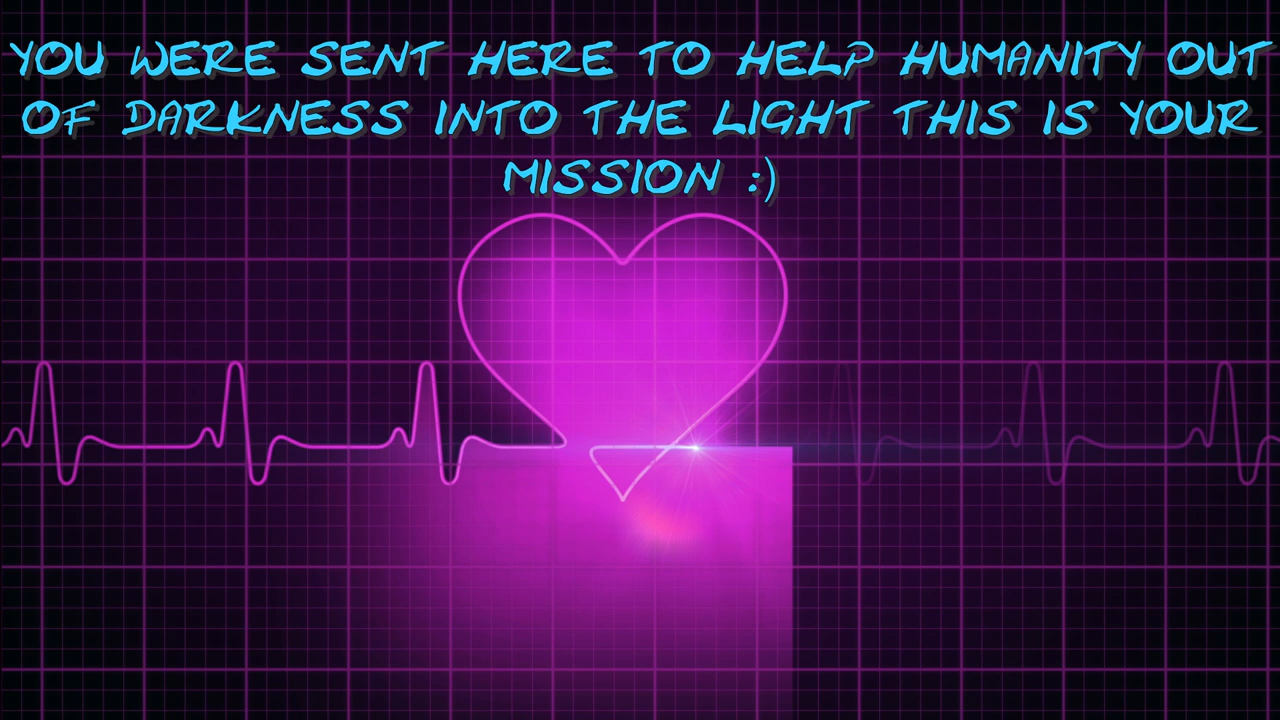 YOU WERE SENT HERE TO HELP HUMANITY OUT
OF DARKNESS INTO THE LIGHT THIS IS YOUR
MISSION :)